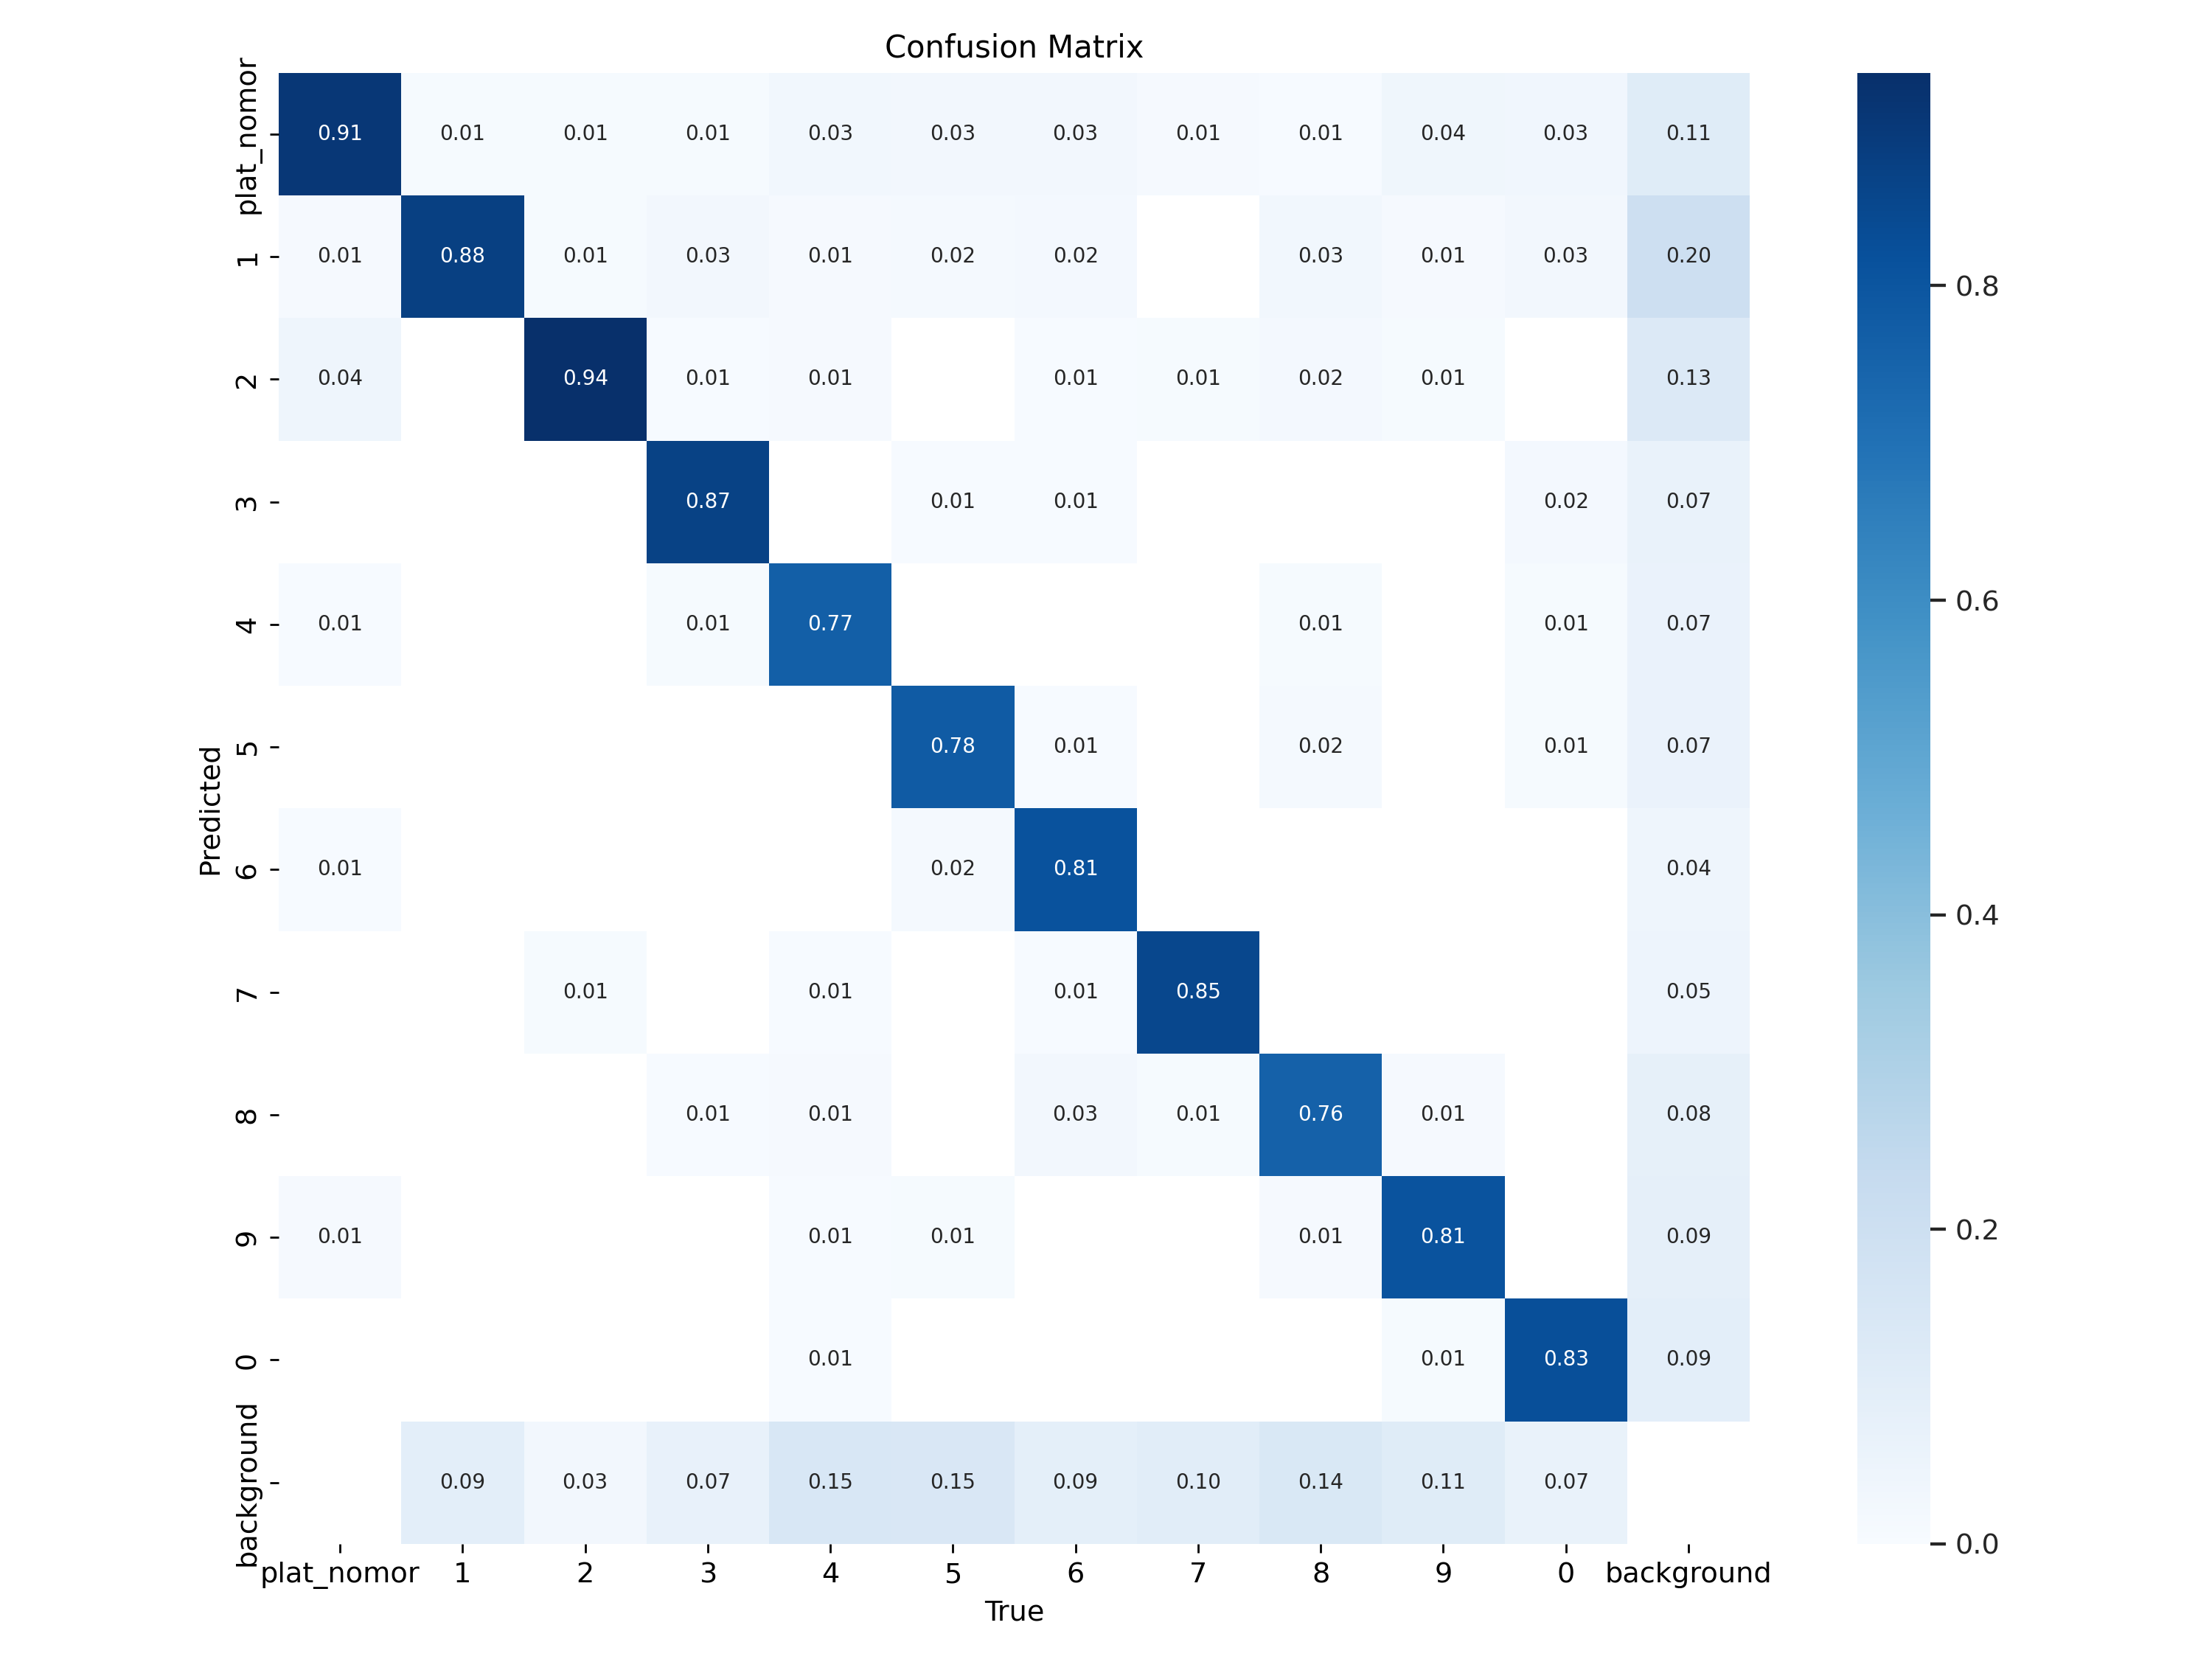 Confusion Matrix
plat_nomor 0.91 0.01 0.01 0.01 0.03 0.03 0.03 0.01 0.01 0.04 0.03 0.11
1 0.01 0.88 0.01 0.03 0.01 0.02 0.02 0.03 0.01 0.03 0.20
2 0.04 0.94 0.01 0.01 0.01 0.01 0.02 0.01 0.13
3 0.87 0.01 0.01 0.02 0.07
4 0.01 0.01 0.77 0.01 0.01 0.07
5 0.78 0.01 0.02 0.01 0.07
6 0.01 0.02 0.81 0.04
7 0.01 0.01 0.01 0.85 0.05
8 0.01 0.01 0.03 0.01 0.76 0.01 0.08
9 0.01 0.01 0.01 0.01 0.81 0.09
0 0.01 0.01 0.83 0.09
background 0.09 0.03 0.07 0.15 0.15 0.09 0.10 0.14 0.11 0.07
plat_nomor 1 2 3 4 5 6 7 8 9 0 background
True
Predicted
0.8
0.6
0.4
0.2
0.0